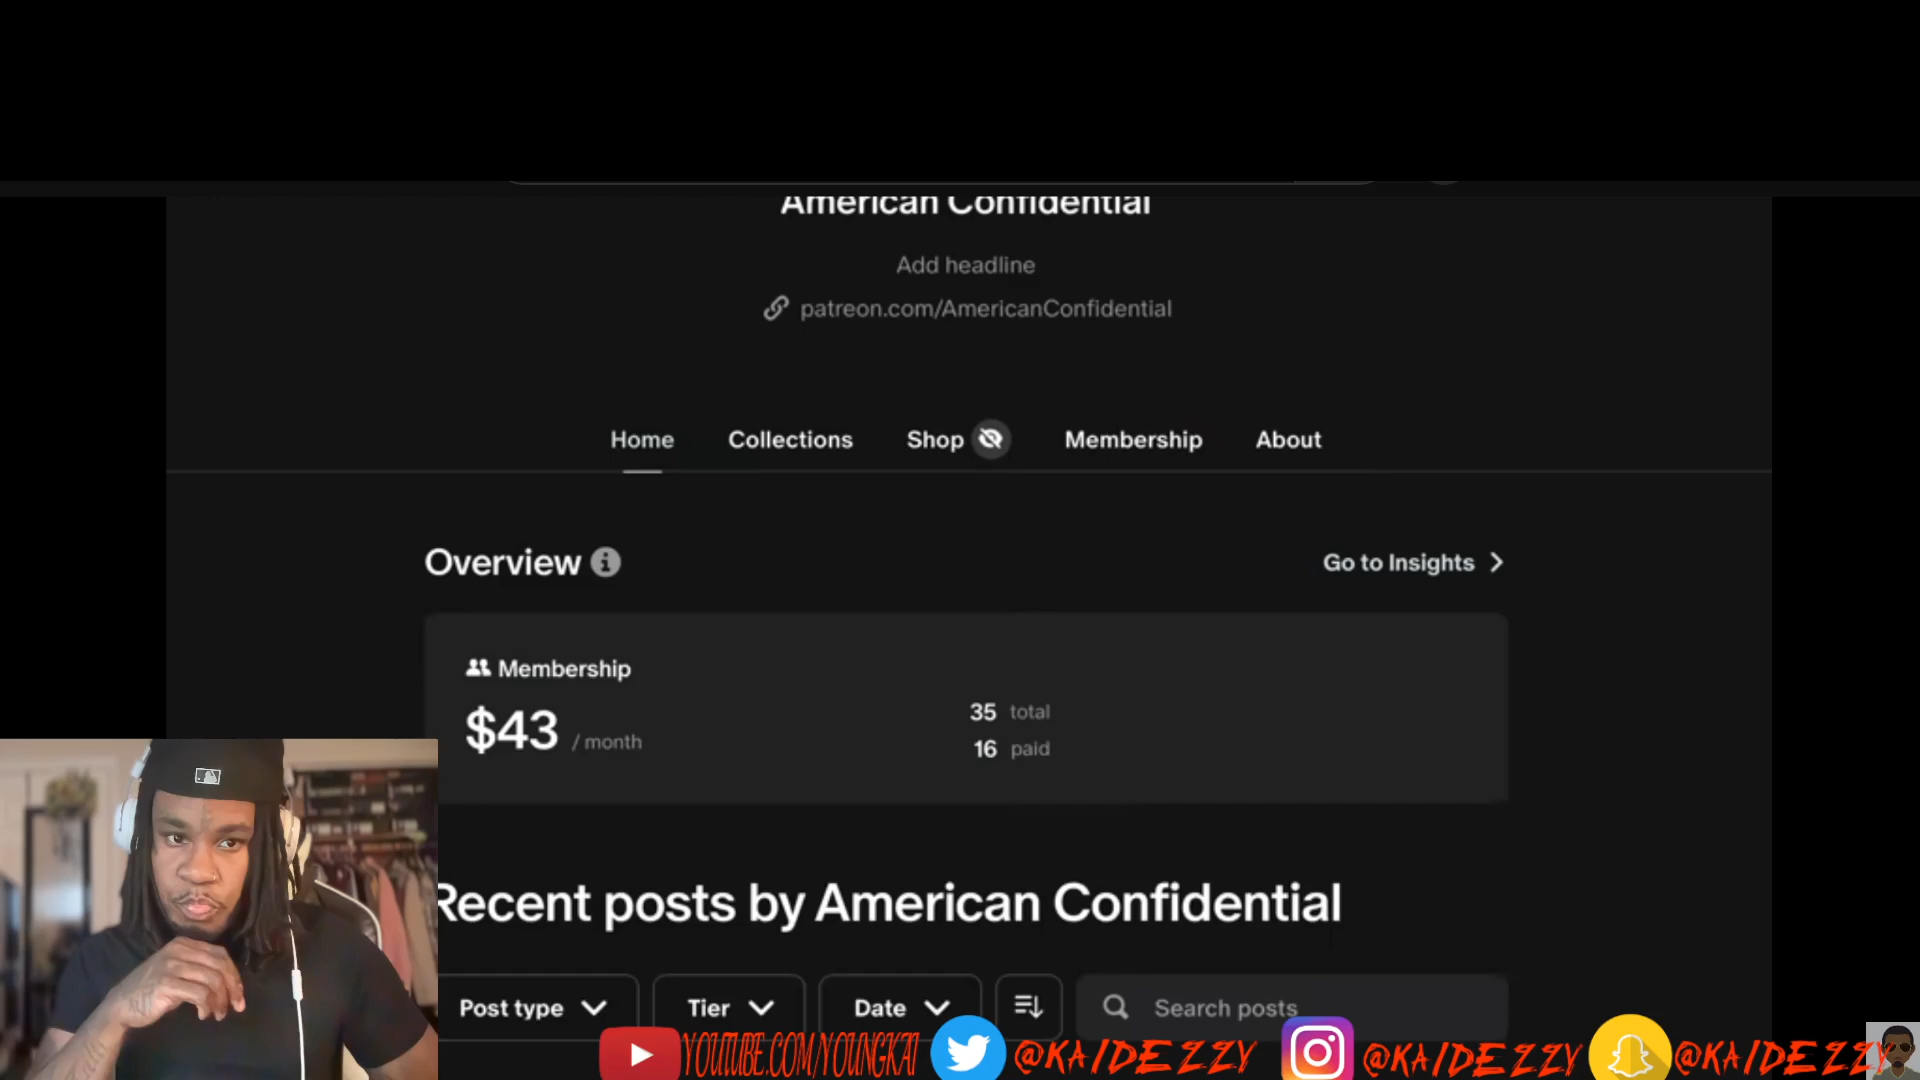 American Confidential
Add headline
patreon.com/AmericanConfidential
Home Collections Shop Membership About
Overview
Go to Insights
Membership
$43 / month
35 total
16 paid
Recent posts by American Confidential
Post type Tier Date Search posts
YOUTUBE.COM/YOUNGKAI @KAIDEZZY @KAIDEZZY @KAIDEZZY